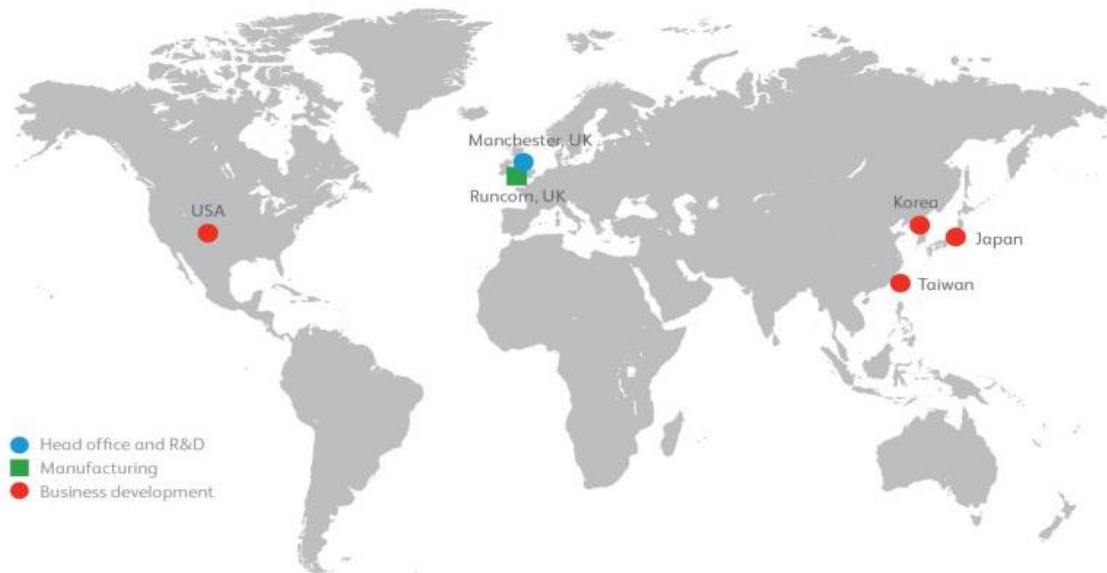 Manchester, UK
Runcorn, UK
USA
Korea
Japan
Taiwan
Head office and R&D
Manufacturing
Business development